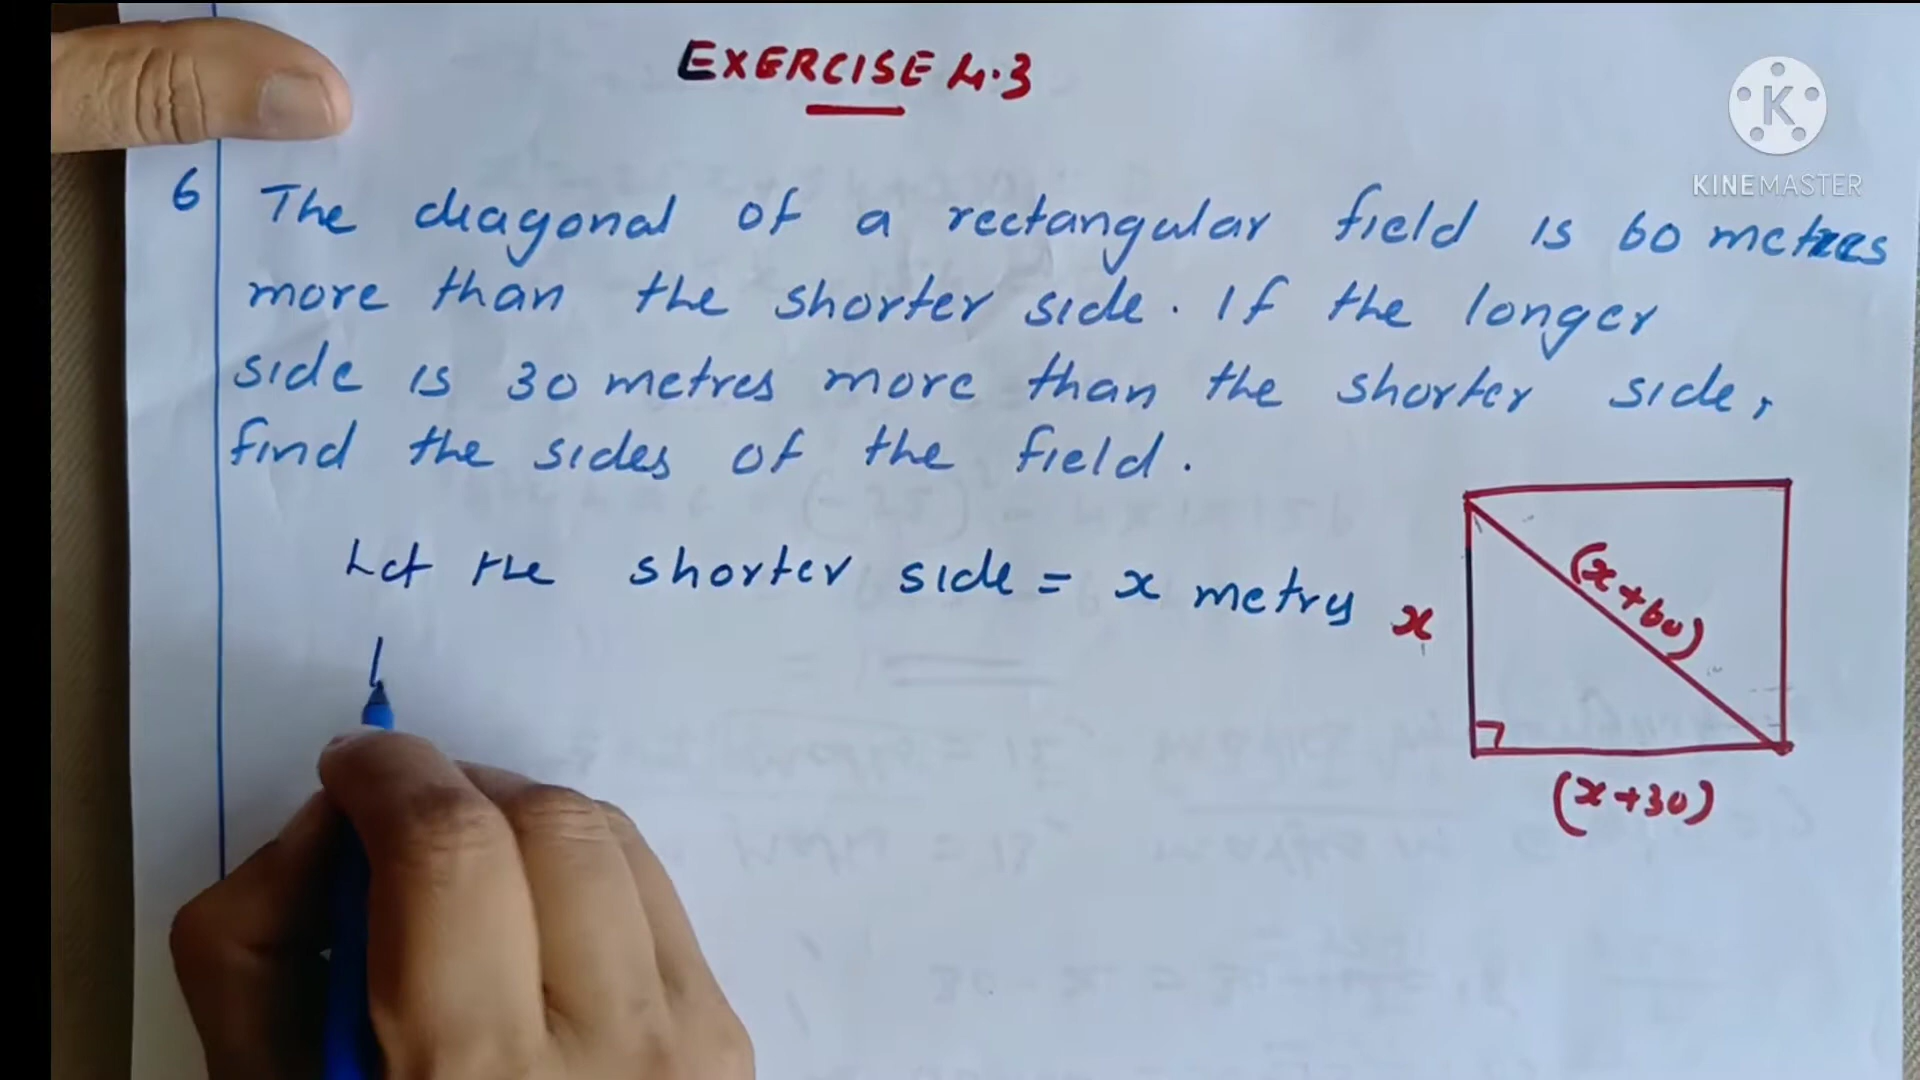 EXERCISE 4.3
K
KINEMASTER
6 The diagonal of a rectangular field is 60 metres
more than the shorter side. If the longer
side is 30 metres more than the shorter side,
find the sides of the field.
Let the shorter side = x metres
x
(x+60)
(x+30)